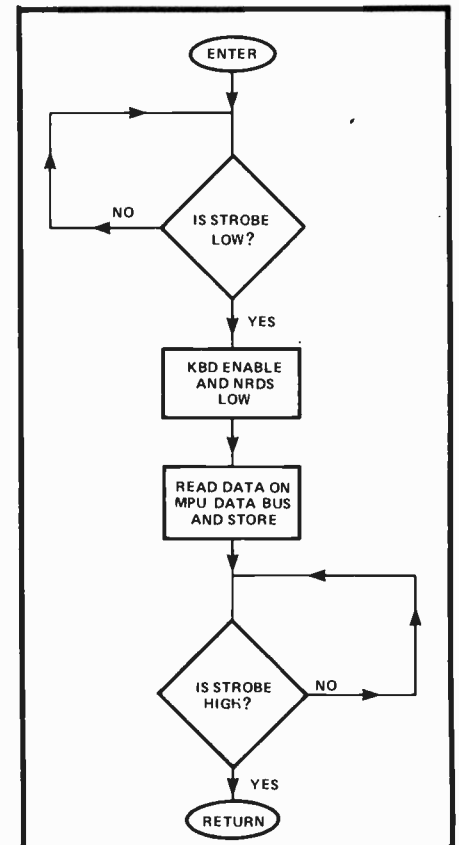 ENTER
NO
IS STROBE
LOW?
YES
KBD ENABLE
AND NRDS
LOW
READ DATA ON
MPU DATA BUS
AND STORE
IS STROBE
HIGH?
NO
YES
RETURN